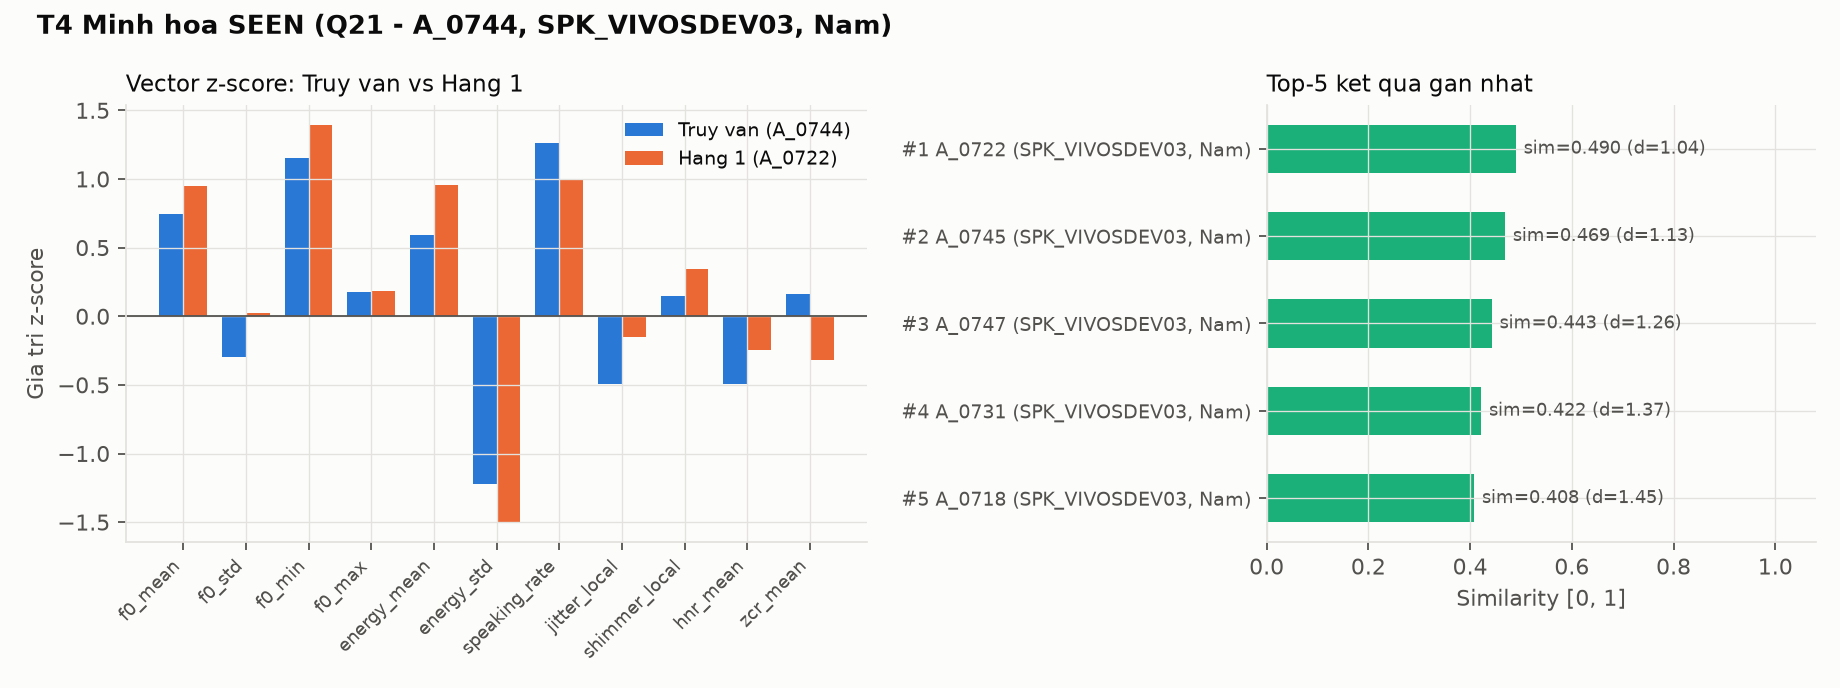 T4 Minh hoa SEEN (Q21 - A_0744, SPK_VIVOSDEV03, Nam)
Vector z-score: Truy van vs Hang 1
Gia tri z-score
1.5
1.0
0.5
0.0
−0.5
−1.0
−1.5
Truy van (A_0744)
Hang 1 (A_0722)
f0_mean
f0_std
f0_min
f0_max
energy_mean
energy_std
speaking_rate
jitter_local
shimmer_local
hnr_mean
zcr_mean
Top-5 ket qua gan nhat
#1 A_0722 (SPK_VIVOSDEV03, Nam) sim=0.490 (d=1.04)
#2 A_0745 (SPK_VIVOSDEV03, Nam) sim=0.469 (d=1.13)
#3 A_0747 (SPK_VIVOSDEV03, Nam) sim=0.443 (d=1.26)
#4 A_0731 (SPK_VIVOSDEV03, Nam) sim=0.422 (d=1.37)
#5 A_0718 (SPK_VIVOSDEV03, Nam) sim=0.408 (d=1.45)
0.0 0.2 0.4 0.6 0.8 1.0
Similarity [0, 1]